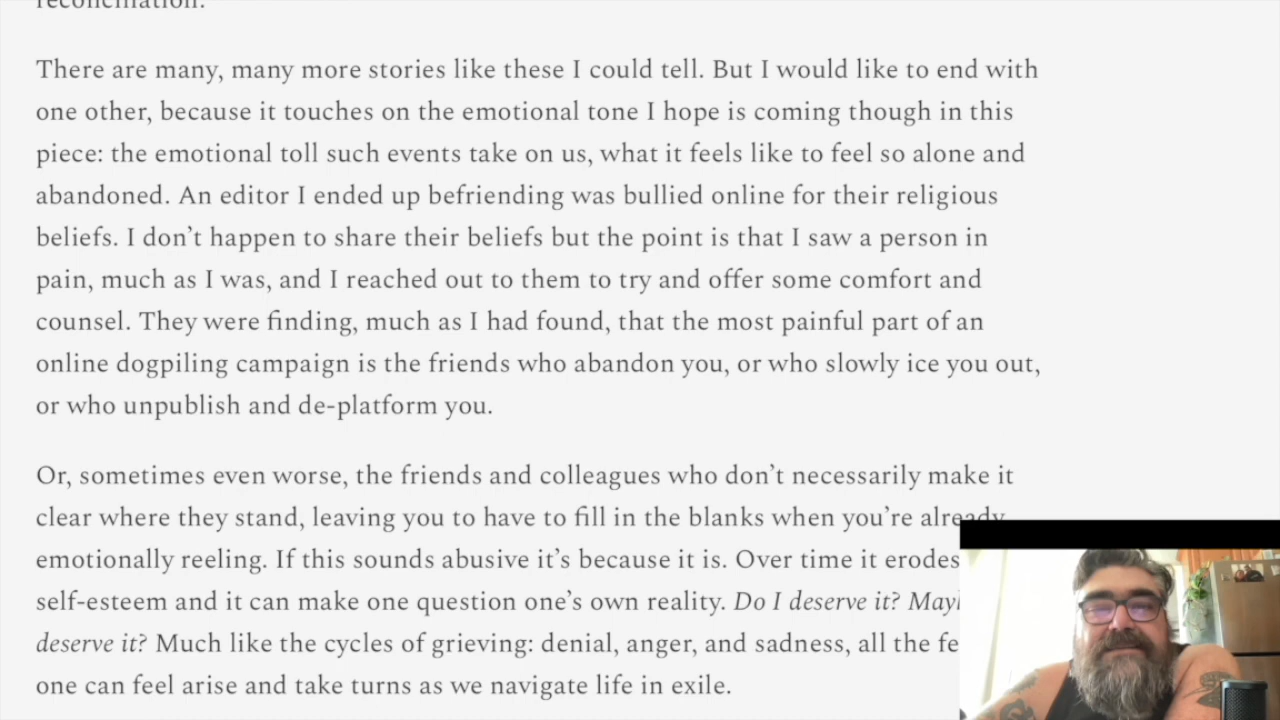 reconciliation.
There are many, many more stories like these I could tell. But I would like to end with
one other, because it touches on the emotional tone I hope is coming though in this
piece: the emotional toll such events take on us, what it feels like to feel so alone and
abandoned. An editor I ended up befriending was bullied online for their religious
beliefs. I don’t happen to share their beliefs but the point is that I saw a person in
pain, much as I was, and I reached out to them to try and offer some comfort and
counsel. They were finding, much as I had found, that the most painful part of an
online dogpiling campaign is the friends who abandon you, or who slowly ice you out,
or who unpublish and de-platform you.
Or, sometimes even worse, the friends and colleagues who don’t necessarily make it
clear where they stand, leaving you to have to fill in the blanks when you’re already
emotionally reeling. If this sounds abusive it’s because it is. Over time it erodes
self-esteem and it can make one question one’s own reality. Do I deserve it?
deserve it? Much like the cycles of grieving: denial, anger, and sadness, all the
one can feel arise and take turns as we navigate life in exile.